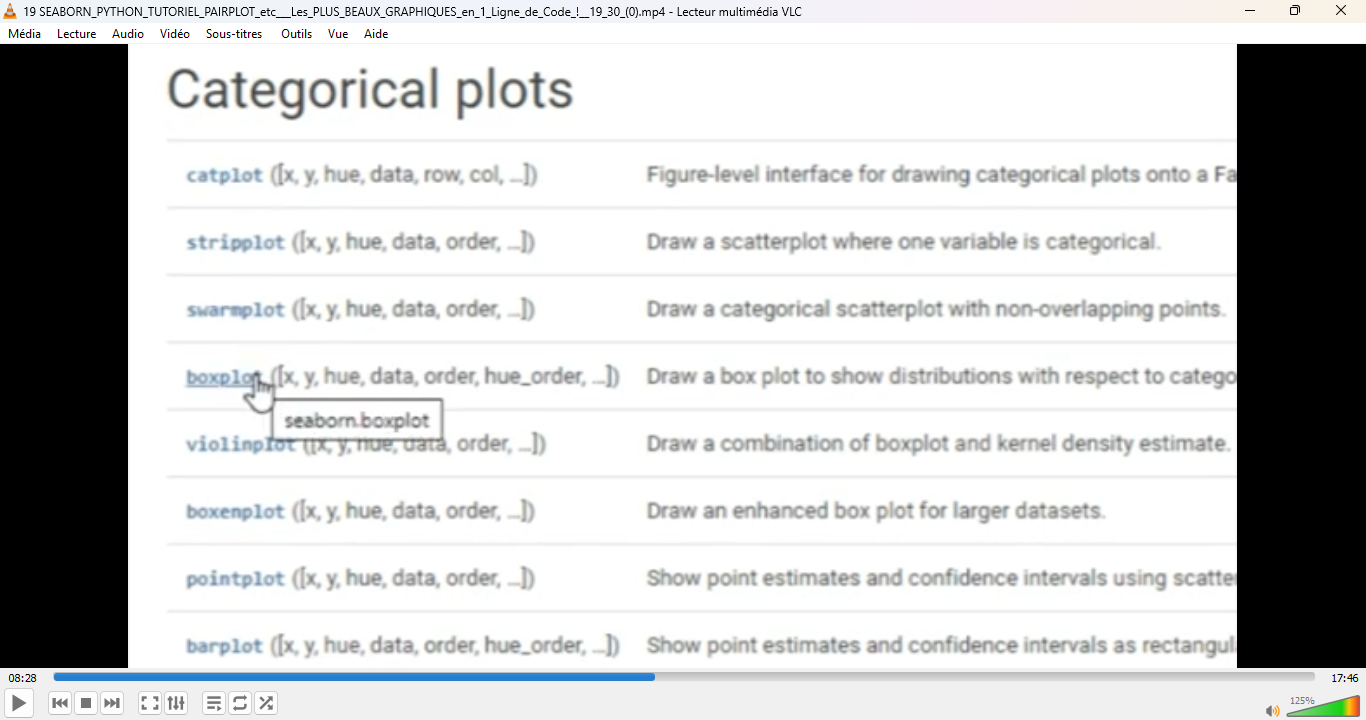 19 SEABORN_PYTHON_TUTORIEL_PAIRPLOT_etc__Les_PLUS_BEAUX_GRAPHIQUES_en_1_Ligne_de_Code_!__19_30_(0).mp4 - Lecteur multimédia VLC
Média Lecture Audio Vidéo Sous-titres Outils Vue Aide
Categorical plots
catplot ([x, y, hue, data, row, col, ...]) Figure-level interface for drawing categorical plots onto a Fa
stripplot ([x, y, hue, data, order, ...]) Draw a scatterplot where one variable is categorical.
swarmplot ([x, y, hue, data, order, ...]) Draw a categorical scatterplot with non-overlapping points.
boxplot ([x, y, hue, data, order, hue_order, ...]) Draw a box plot to show distributions with respect to catego
seaborn.boxplot
violinplot ([x, y, hue, data, order, ...]) Draw a combination of boxplot and kernel density estimate.
boxenplot ([x, y, hue, data, order, ...]) Draw an enhanced box plot for larger datasets.
pointplot ([x, y, hue, data, order, ...]) Show point estimates and confidence intervals using scatte
barplot ([x, y, hue, data, order, hue_order, ...]) Show point estimates and confidence intervals as rectangul
08:28 17:46
125%